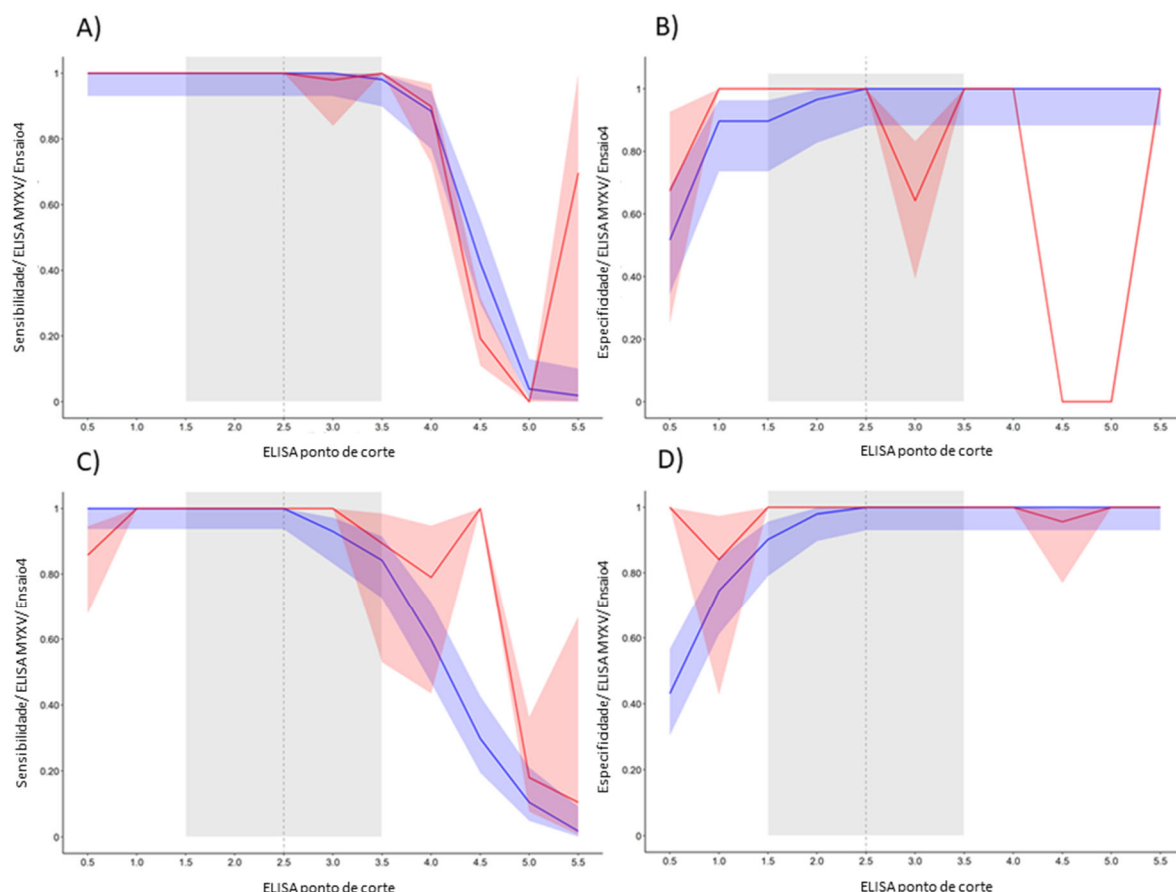 A)
Sensibilidade/ ELISA MYXV/ Ensaio4
1
0.80
0.60
0.40
0.20
0
0.5 1.0 1.5 2.0 2.5 3.0 3.5 4.0 4.5 5.0 5.5
ELISA ponto de corte
B)
Especificidade/ ELISA MYXV/ Ensaio4
1
0.80
0.60
0.40
0.20
0
0.5 1.0 1.5 2.0 2.5 3.0 3.5 4.0 4.5 5.0 5.5
ELISA ponto de corte
C)
Sensibilidade/ ELISA MYXV/ Ensaio4
1
0.80
0.60
0.40
0.20
0
0.5 1.0 1.5 2.0 2.5 3.0 3.5 4.0 4.5 5.0 5.5
ELISA ponto de corte
D)
Especificidade/ ELISA MYXV/ Ensaio4
1
0.80
0.60
0.40
0.20
0
0.5 1.0 1.5 2.0 2.5 3.0 3.5 4.0 4.5 5.0 5.5
ELISA ponto de corte